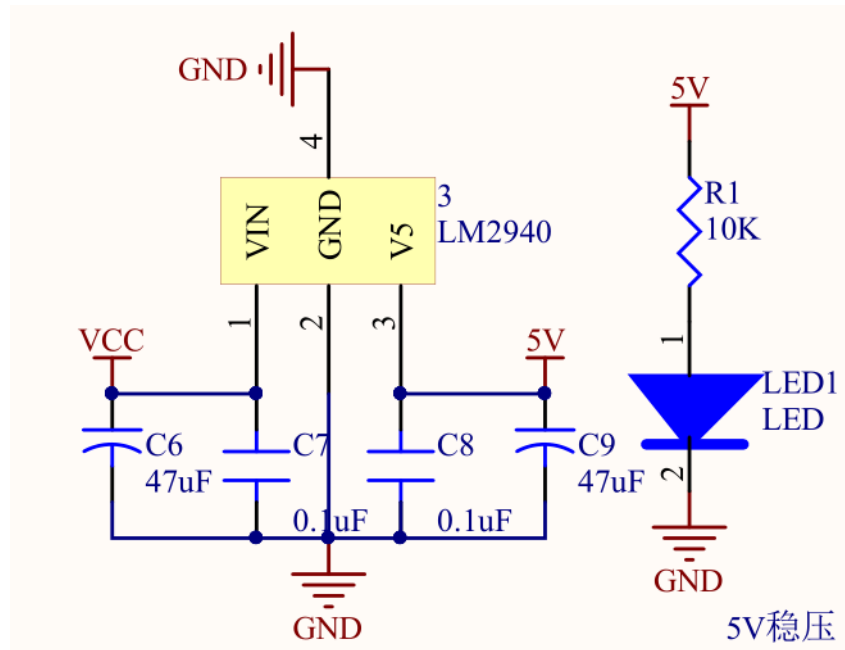 GND
4
VIN
GND
V5
3
LM2940
1
2
3
VCC
5V
C6
47uF
C7
0.1uF
C8
0.1uF
C9
47uF
GND
5V
R1
10K
1
LED1
LED
2
GND
5V稳压